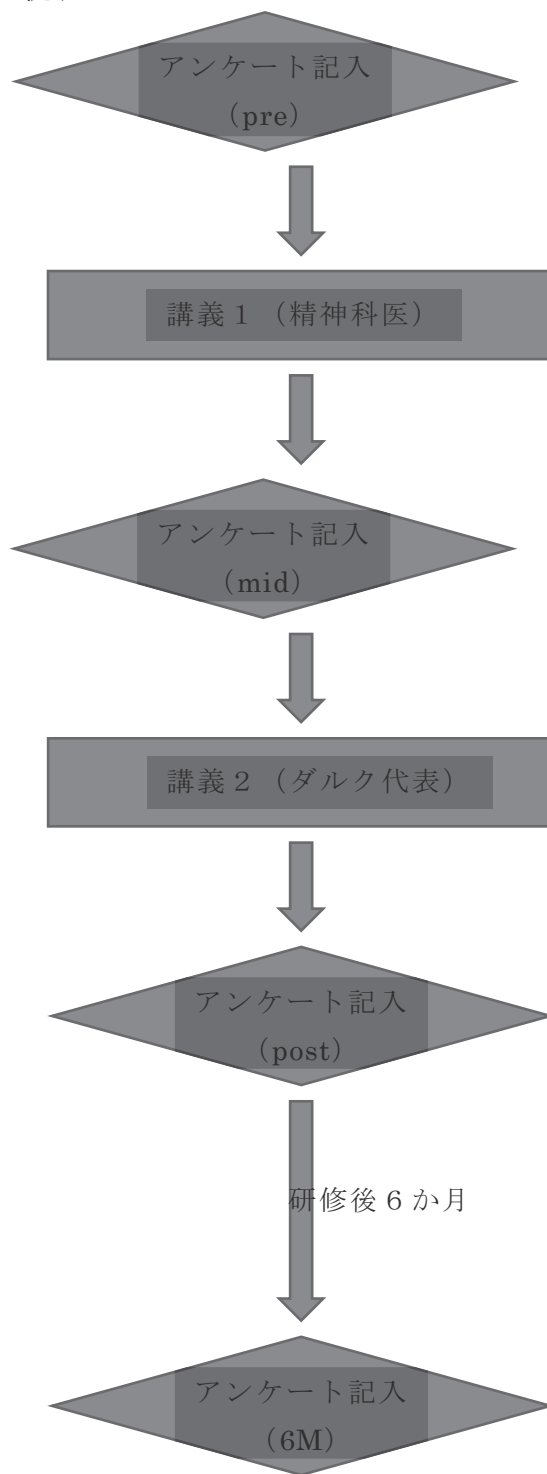 アンケート記入
(pre)
講義１（精神科医）
アンケート記入
(mid)
講義２（ダルク代表）
アンケート記入
(post)
研修後６か月
アンケート記入
(6M)